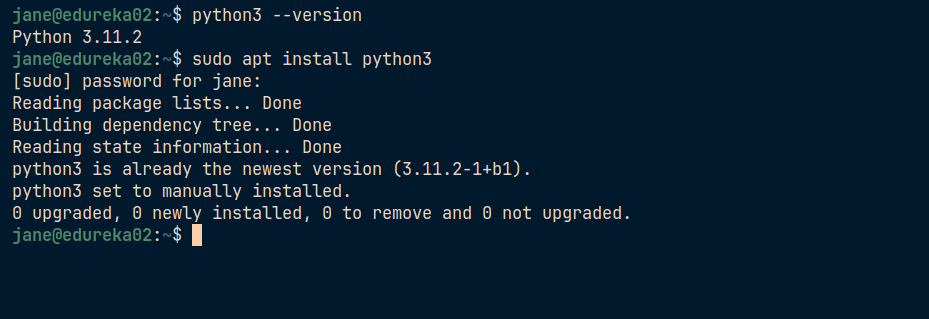 jane@edureka02:~$ python3 --version
Python 3.11.2
jane@edureka02:~$ sudo apt install python3
[sudo] password for jane:
Reading package lists... Done
Building dependency tree... Done
Reading state information... Done
python3 is already the newest version (3.11.2-1+b1).
python3 set to manually installed.
0 upgraded, 0 newly installed, 0 to remove and 0 not upgraded.
jane@edureka02:~$